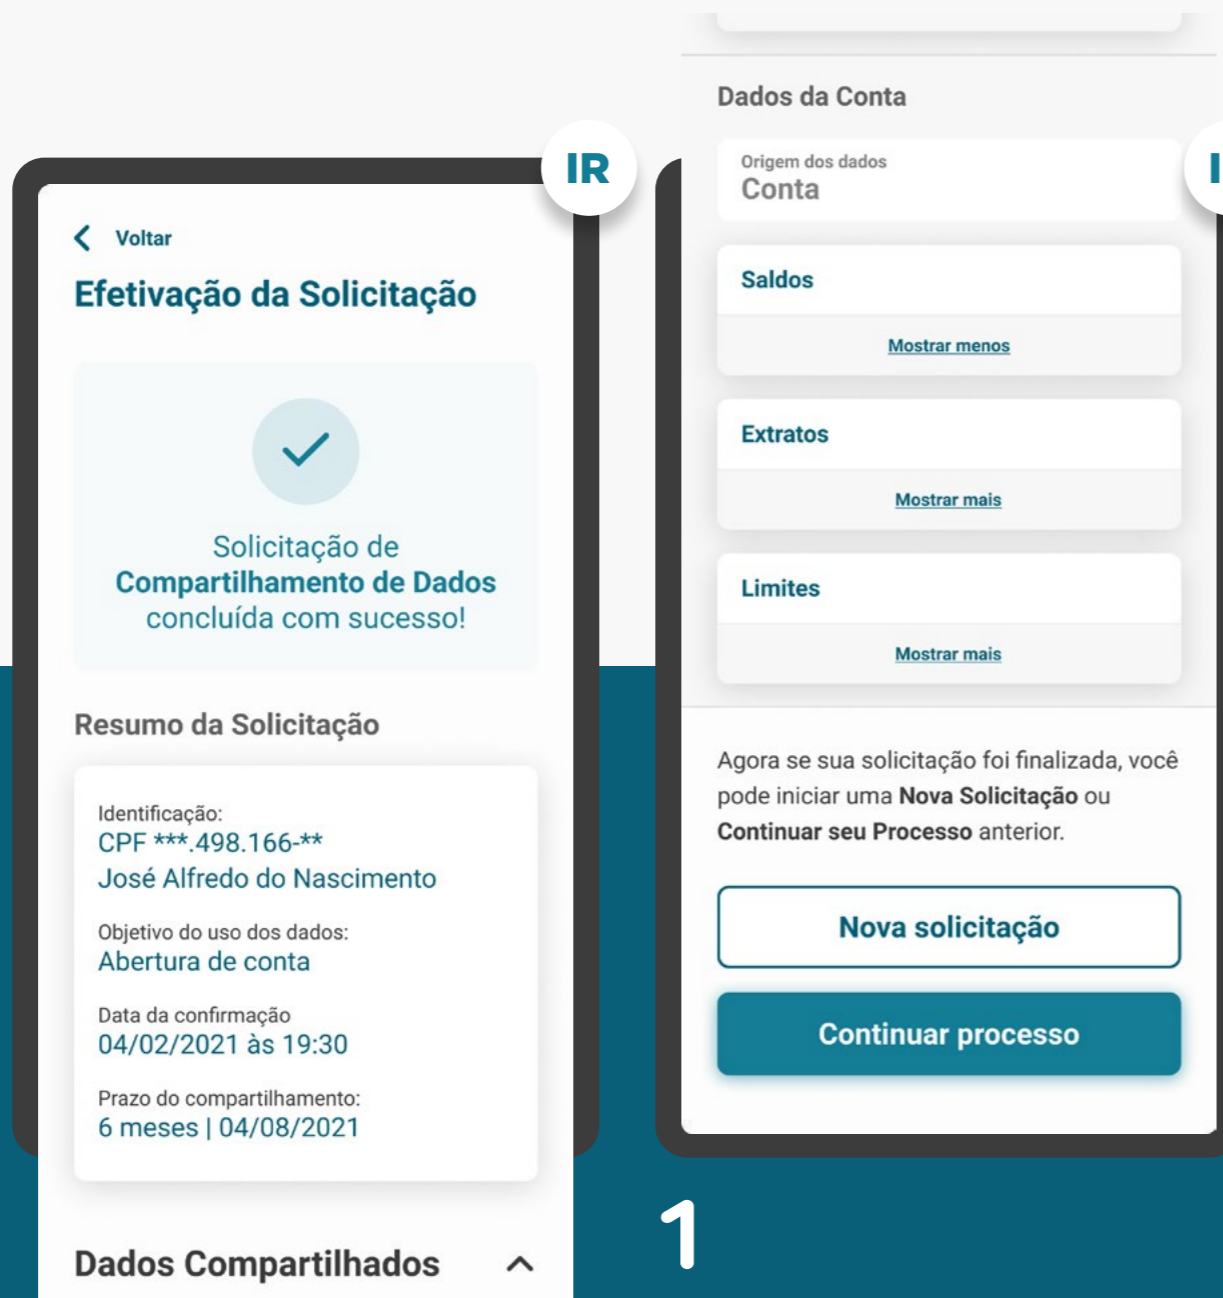 IR
Voltar
Efetivação da Solicitação
Solicitação de
Compartilhamento de Dados
concluída com sucesso!
Resumo da Solicitação
Identificação:
CPF ***.498.166-**
José Alfredo do Nascimento
Objetivo do uso dos dados:
Abertura de conta
Data da confirmação
04/02/2021 às 19:30
Prazo do compartilhamento:
6 meses | 04/08/2021
Dados Compartilhados
Dados da Conta
Origem dos dados
Conta
Saldos
Mostrar menos
Extratos
Mostrar mais
Limites
Mostrar mais
Agora se sua solicitação foi finalizada, você
pode iniciar uma Nova Solicitação ou
Continuar seu Processo anterior.
Nova solicitação
Continuar processo
1